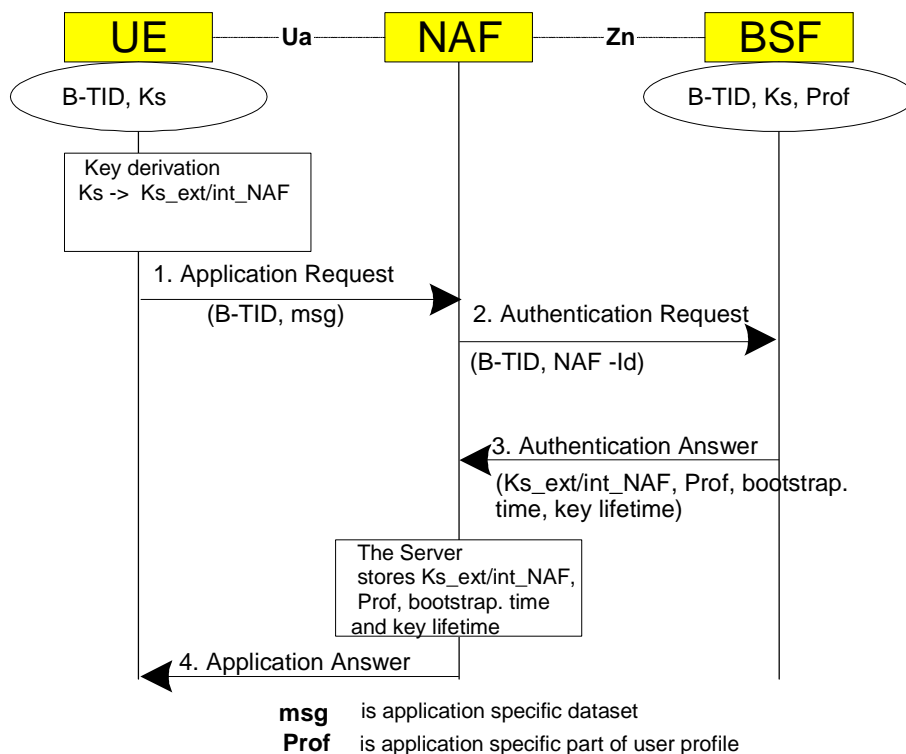 UE
Ua
NAF
Zn
BSF
B-TID, Ks
B-TID, Ks, Prof
Key derivation
Ks -> Ks_ext/int_NAF
1. Application Request
(B-TID, msg)
2. Authentication Request
(B-TID, NAF -Id)
3. Authentication Answer
(Ks_ext/int_NAF, Prof, bootstrap.
time, key lifetime)
The Server
stores Ks_ext/int_NAF,
Prof, bootstrap. time
and key lifetime
4. Application Answer
msg is application specific dataset
Prof is application specific part of user profile